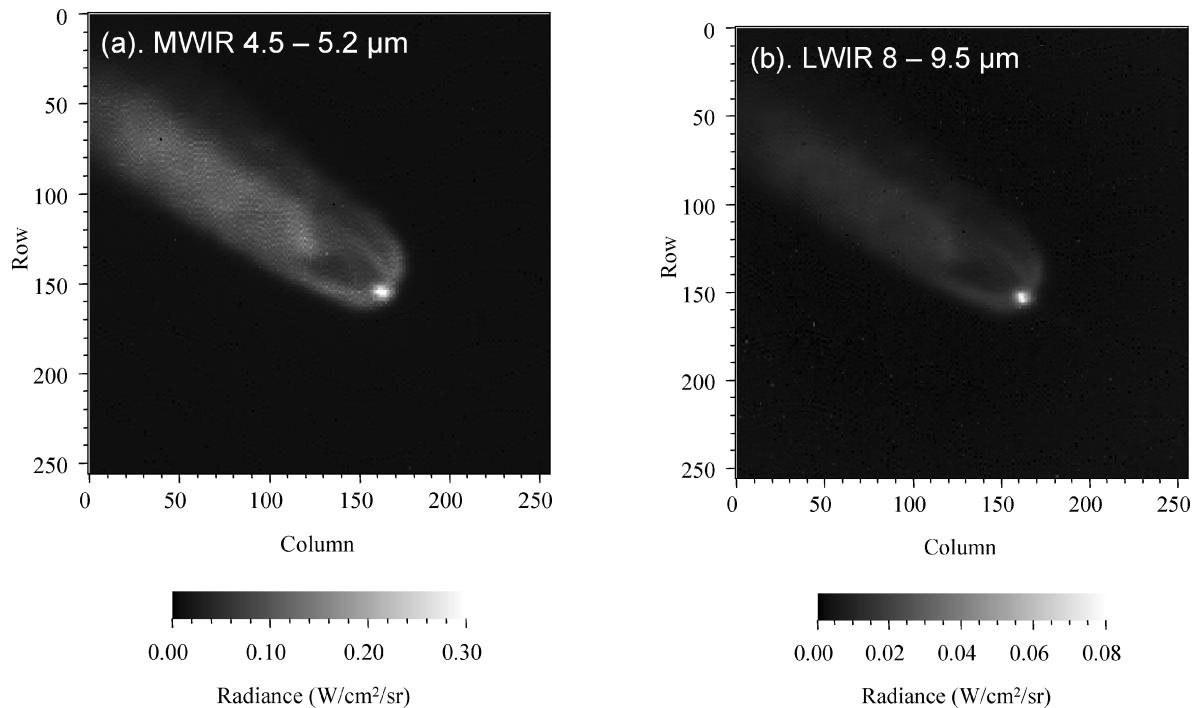 (a). MWIR 4.5 – 5.2 µm
0
50
100
150
200
250
Row
0 50 100 150 200 250
Column
0.00 0.10 0.20 0.30
Radiance (W/cm²/sr)
(b). LWIR 8 – 9.5 µm
0
50
100
150
200
250
Row
0 50 100 150 200 250
Column
0.00 0.02 0.04 0.06 0.08
Radiance (W/cm²/sr)